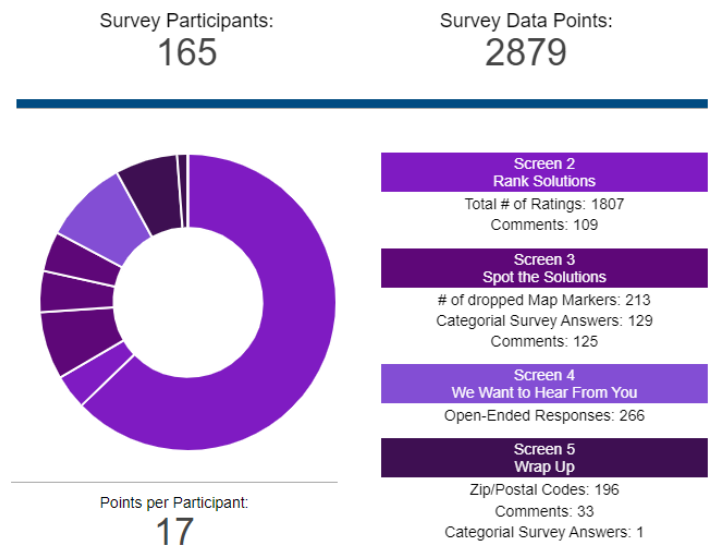 Survey Participants:
165
Survey Data Points:
2879
Screen 2
Rank Solutions
Total # of Ratings: 1807
Comments: 109
Screen 3
Spot the Solutions
# of dropped Map Markers: 213
Categorial Survey Answers: 129
Comments: 125
Screen 4
We Want to Hear From You
Open-Ended Responses: 266
Screen 5
Wrap Up
Zip/Postal Codes: 196
Comments: 33
Categorial Survey Answers: 1
Points per Participant:
17